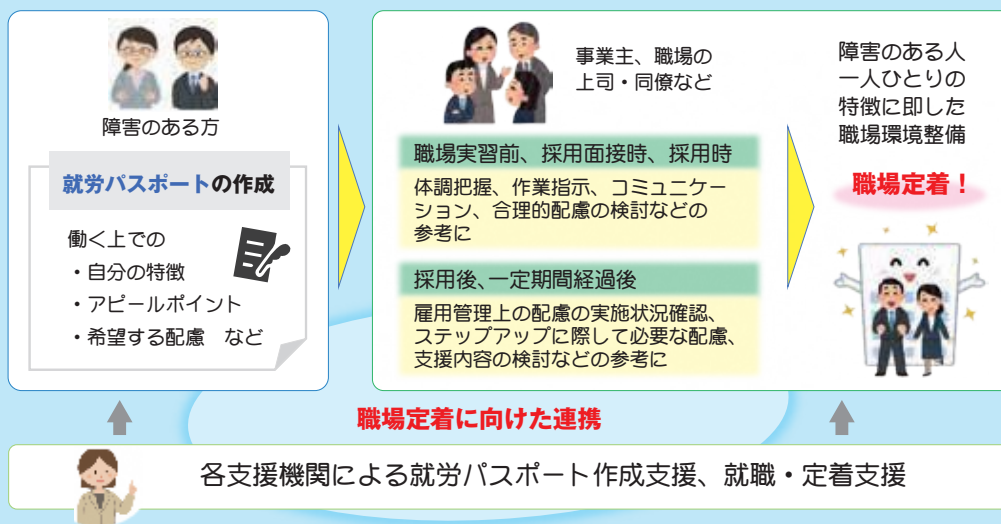 障害のある方
就労パスポートの作成
働く上での
・自分の特徴
・アピールポイント
・希望する配慮　など
事業主、職場の
上司・同僚など
職場実習前、採用面接時、採用時
体調把握、作業指示、コミュニケー
ション、合理的配慮の検討などの
参考に
採用後、一定期間経過後
雇用管理上の配慮の実施状況確認、
ステップアップに際して必要な配慮、
支援内容の検討などの参考に
障害のある人
一人ひとりの
特徴に即した
職場環境整備
職場定着！
職場定着に向けた連携
各支援機関による就労パスポート作成支援、就職・定着支援